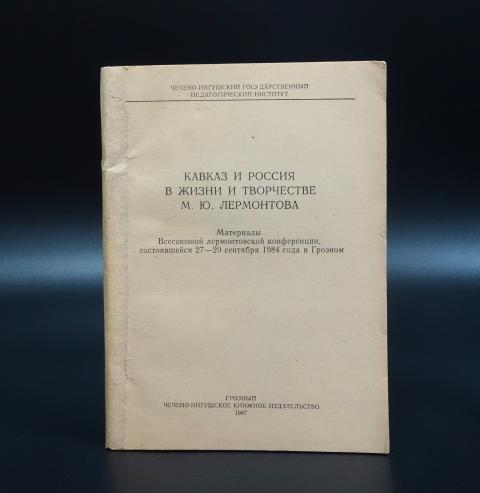 ЧЕЧЕНО-ИНГУШСКИЙ ГОСУДАРСТВЕННЫЙ
ПЕДАГОГИЧЕСКИЙ ИНСТИТУТ
КАВКАЗ И РОССИЯ
В ЖИЗНИ И ТВОРЧЕСТВЕ
М. Ю. ЛЕРМОНТОВА
Материалы
Всесоюзной лермонтовской конференции,
состоявшейся 27—29 сентября 1984 года в Грозном
ГРОЗНЫЙ
ЧЕЧЕНО-ИНГУШСКОЕ КНИЖНОЕ ИЗДАТЕЛЬСТВО
1987